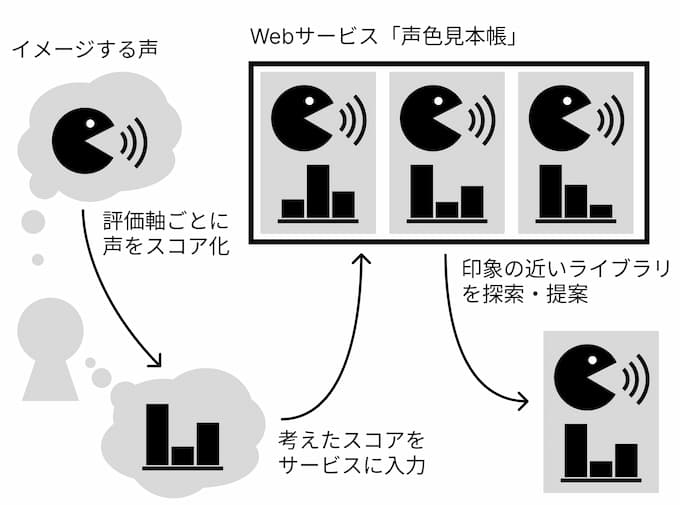 イメージする声
Webサービス「声色見本帳」
評価軸ごとに
声をスコア化
印象の近いライブラリ
を探索・提案
考えたスコアを
サービスに入力